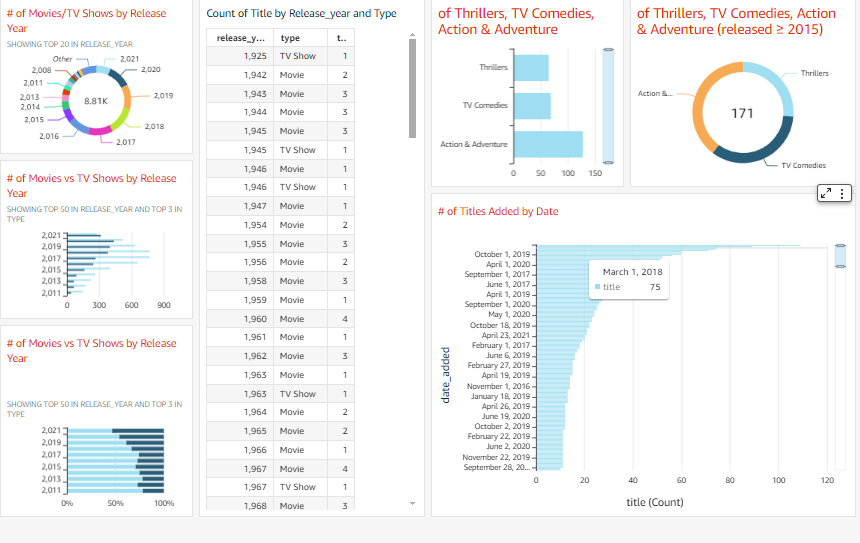 # of Movies/TV Shows by Release
Year
SHOWING TOP 20 IN RELEASE_YEAR
Other
2,021
2,008
2,020
2,011
2,013
2,019
2,014
8.81K
2,015
2,018
2,016
2,017
# of Movies vs TV Shows by Release
Year
SHOWING TOP 50 IN RELEASE_YEAR AND TOP 3 IN
TYPE
2,021
2,019
2,017
2,015
2,013
2,011
0 300 600 900
# of Movies vs TV Shows by Release
Year
SHOWING TOP 50 IN RELEASE_YEAR AND TOP 3 IN
TYPE
2,021
2,019
2,017
2,015
2,013
2,011
0% 50% 100%
Count of Title by Release_year and Type
release_y... type t..
1,925 TV Show 1
1,942 Movie 2
1,943 Movie 3
1,944 Movie 3
1,945 Movie 3
1,945 TV Show 1
1,946 Movie 1
1,946 TV Show 1
1,947 Movie 1
1,954 Movie 2
1,955 Movie 3
1,956 Movie 2
1,958 Movie 3
1,959 Movie 1
1,960 Movie 4
1,961 Movie 1
1,962 Movie 3
1,963 Movie 1
1,963 TV Show 1
1,964 Movie 2
1,965 Movie 2
1,966 Movie 1
1,967 Movie 4
1,967 TV Show 1
1,968 Movie 3
of Thrillers, TV Comedies,
Action & Adventure
Thrillers
TV Comedies
Action & Adventure
0 50 100 150
of Thrillers, TV Comedies, Action
& Adventure (released ≥ 2015)
Thrillers
Action &...
171
TV Comedies
# of Titles Added by Date
date_added
October 1, 2019
April 1, 2020
September 1, 2017
June 1, 2017
April 1, 2019
September 1, 2020
May 1, 2020
October 18, 2019
April 23, 2021
February 1, 2017
June 6, 2019
February 27, 2019
April 19, 2019
November 1, 2016
January 18, 2019
April 26, 2019
June 19, 2020
October 2, 2019
February 22, 2019
June 2, 2020
November 22, 2019
September 28, 20...
March 1, 2018
title 75
0 20 40 60 80 100 120
title (Count)